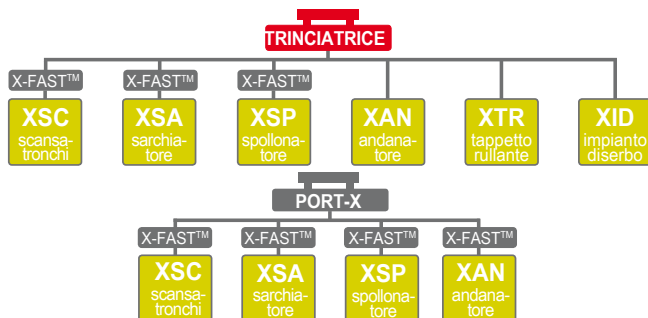 TRINCIATRICE
X-FAST™ X-FAST™ X-FAST™
XSC XSA XSP XAN XTR XID
scansa- sarchia- spollona- andana- tappetto impianto
tronchi tore tore tore rullante diserbo
PORT-X
X-FAST™ X-FAST™ X-FAST™ X-FAST™
XSC XSA XSP XAN
scansa- sarchia- spollona- andana-
tronchi tore tore tore